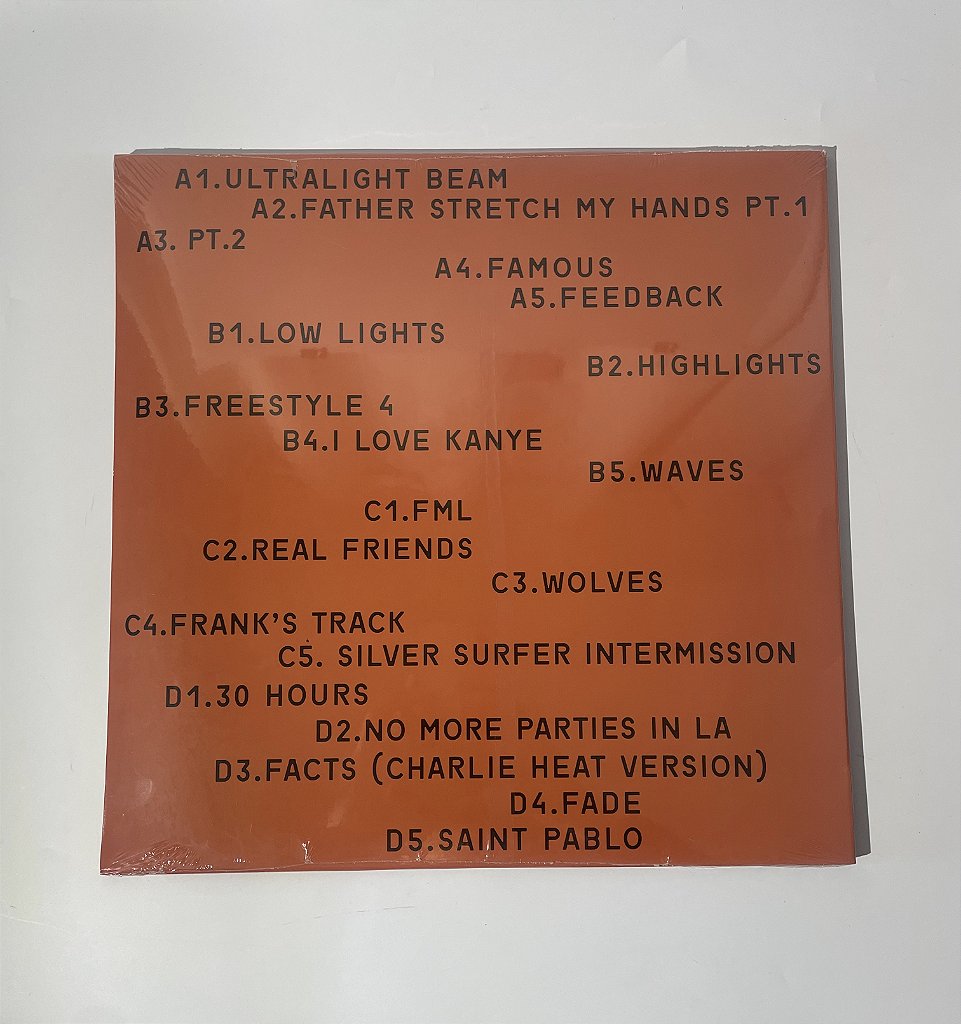 A1.ULTRALIGHT BEAM
A2.FATHER STRETCH MY HANDS PT.1
A3. PT.2
A4.FAMOUS
A5.FEEDBACK
B1.LOW LIGHTS
B2.HIGHLIGHTS
B3.FREESTYLE 4
B4.I LOVE KANYE
B5.WAVES
C1.FML
C2.REAL FRIENDS
C3.WOLVES
C4.FRANK'S TRACK
C5. SILVER SURFER INTERMISSION
D1.30 HOURS
D2.NO MORE PARTIES IN LA
D3.FACTS (CHARLIE HEAT VERSION)
D4.FADE
D5.SAINT PABLO